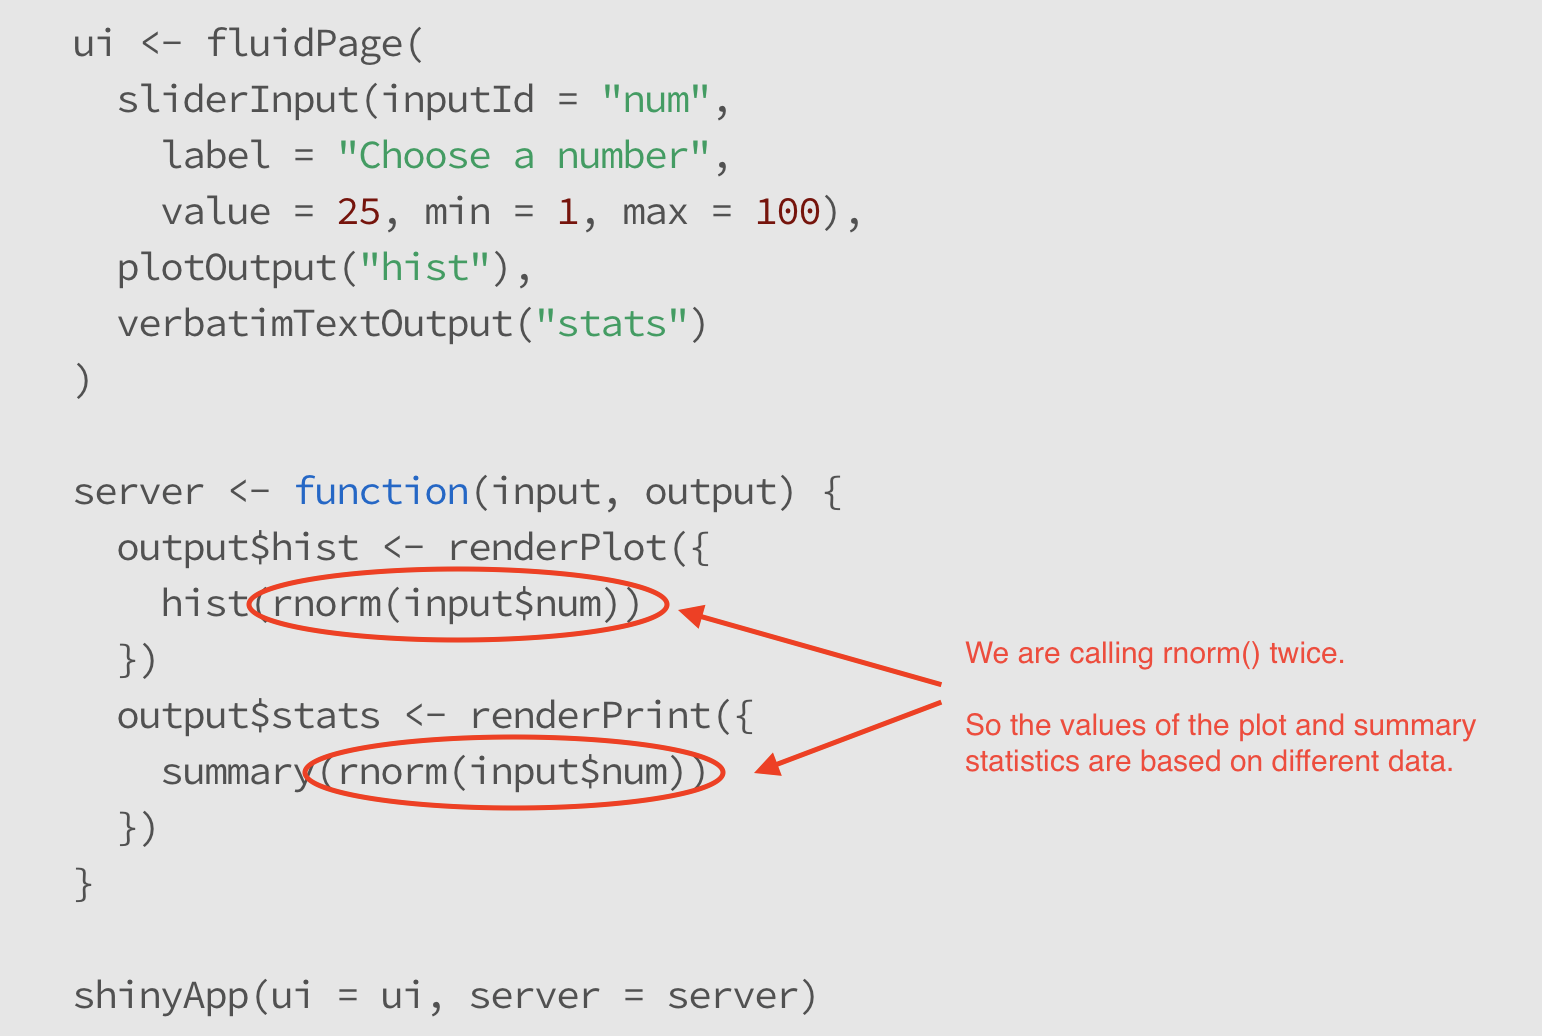 ui <- fluidPage(
  sliderInput(inputId = "num",
    label = "Choose a number",
    value = 25, min = 1, max = 100),
  plotOutput("hist"),
  verbatimTextOutput("stats")
)
server <- function(input, output) {
  output$hist <- renderPlot({
    hist(rnorm(input$num))
  })
  output$stats <- renderPrint({
    summary(rnorm(input$num))
  })
}
shinyApp(ui = ui, server = server)
We are calling rnorm() twice.
So the values of the plot and summary
statistics are based on different data.